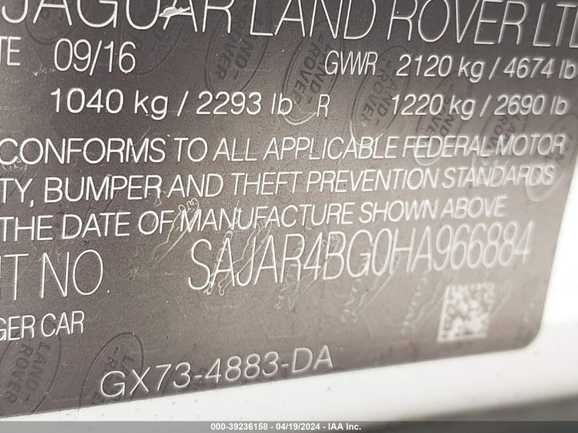 JAGUAR LAND ROVER LTD
TE 09/16 GWWR 2120 kg / 4674 lb
1040 kg / 2293 lb R 1220 kg / 2690 lb
CONFORMS TO ALL APPLICABLE FEDERAL MOTOR
TY, BUMPER AND THEFT PREVENTION STANDARDS
THE DATE OF MANUFACTURE SHOWN ABOVE
NT NO. SAJAR4BG0HA966884
GER CAR
GX73-4883-DA
000-39236158 - 04/19/2024 - IAA Inc.